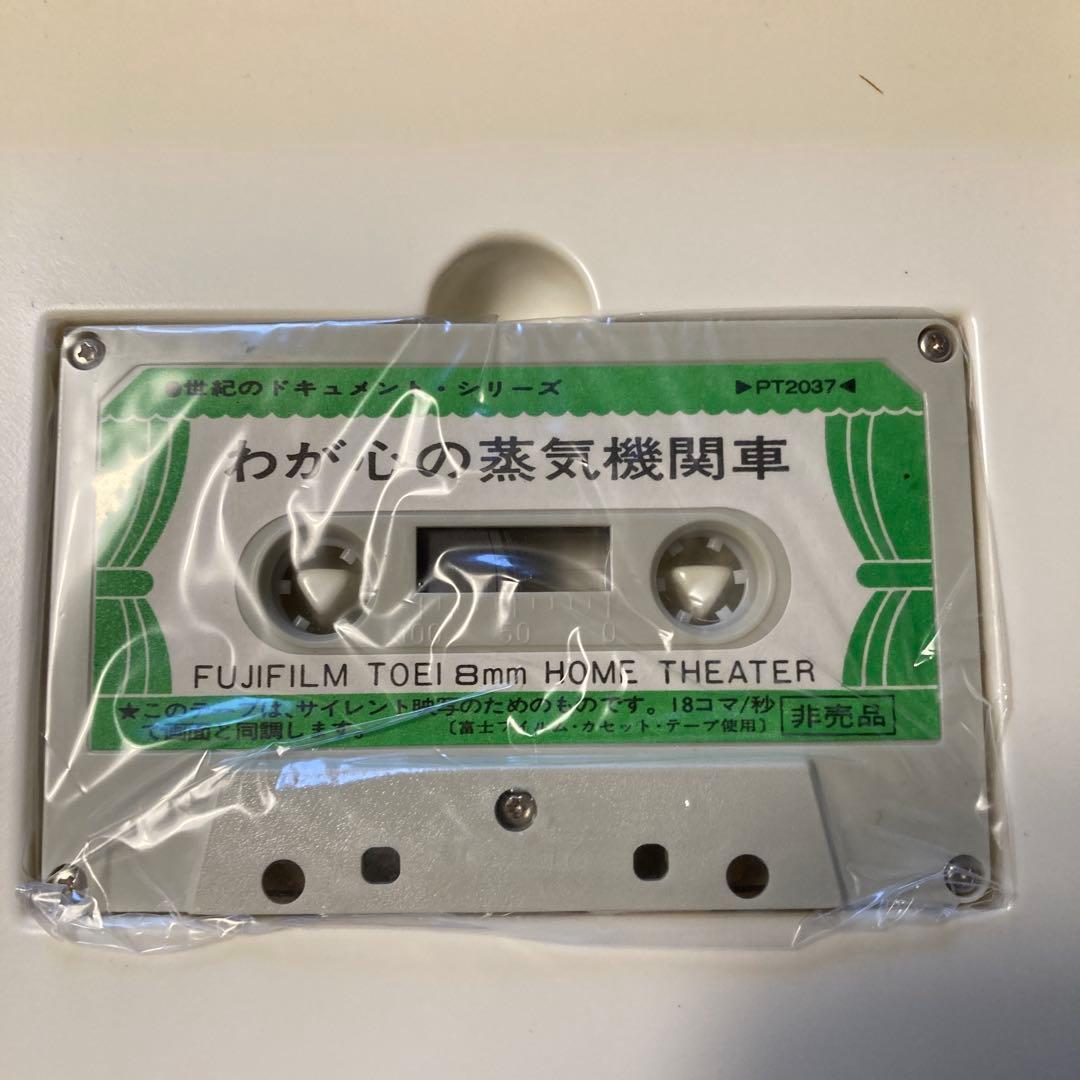 ●世紀のドキュメント・シリーズ ▶PT2037◀
わが心の蒸気機関車
100 50 0
FUJIFILM TOEI 8mm HOME THEATER
★このテープは、サイレント映写のためのものです。18コマ/秒
で画面と同調します。 〔富士フイルム・カセット・テープ使用〕
非売品